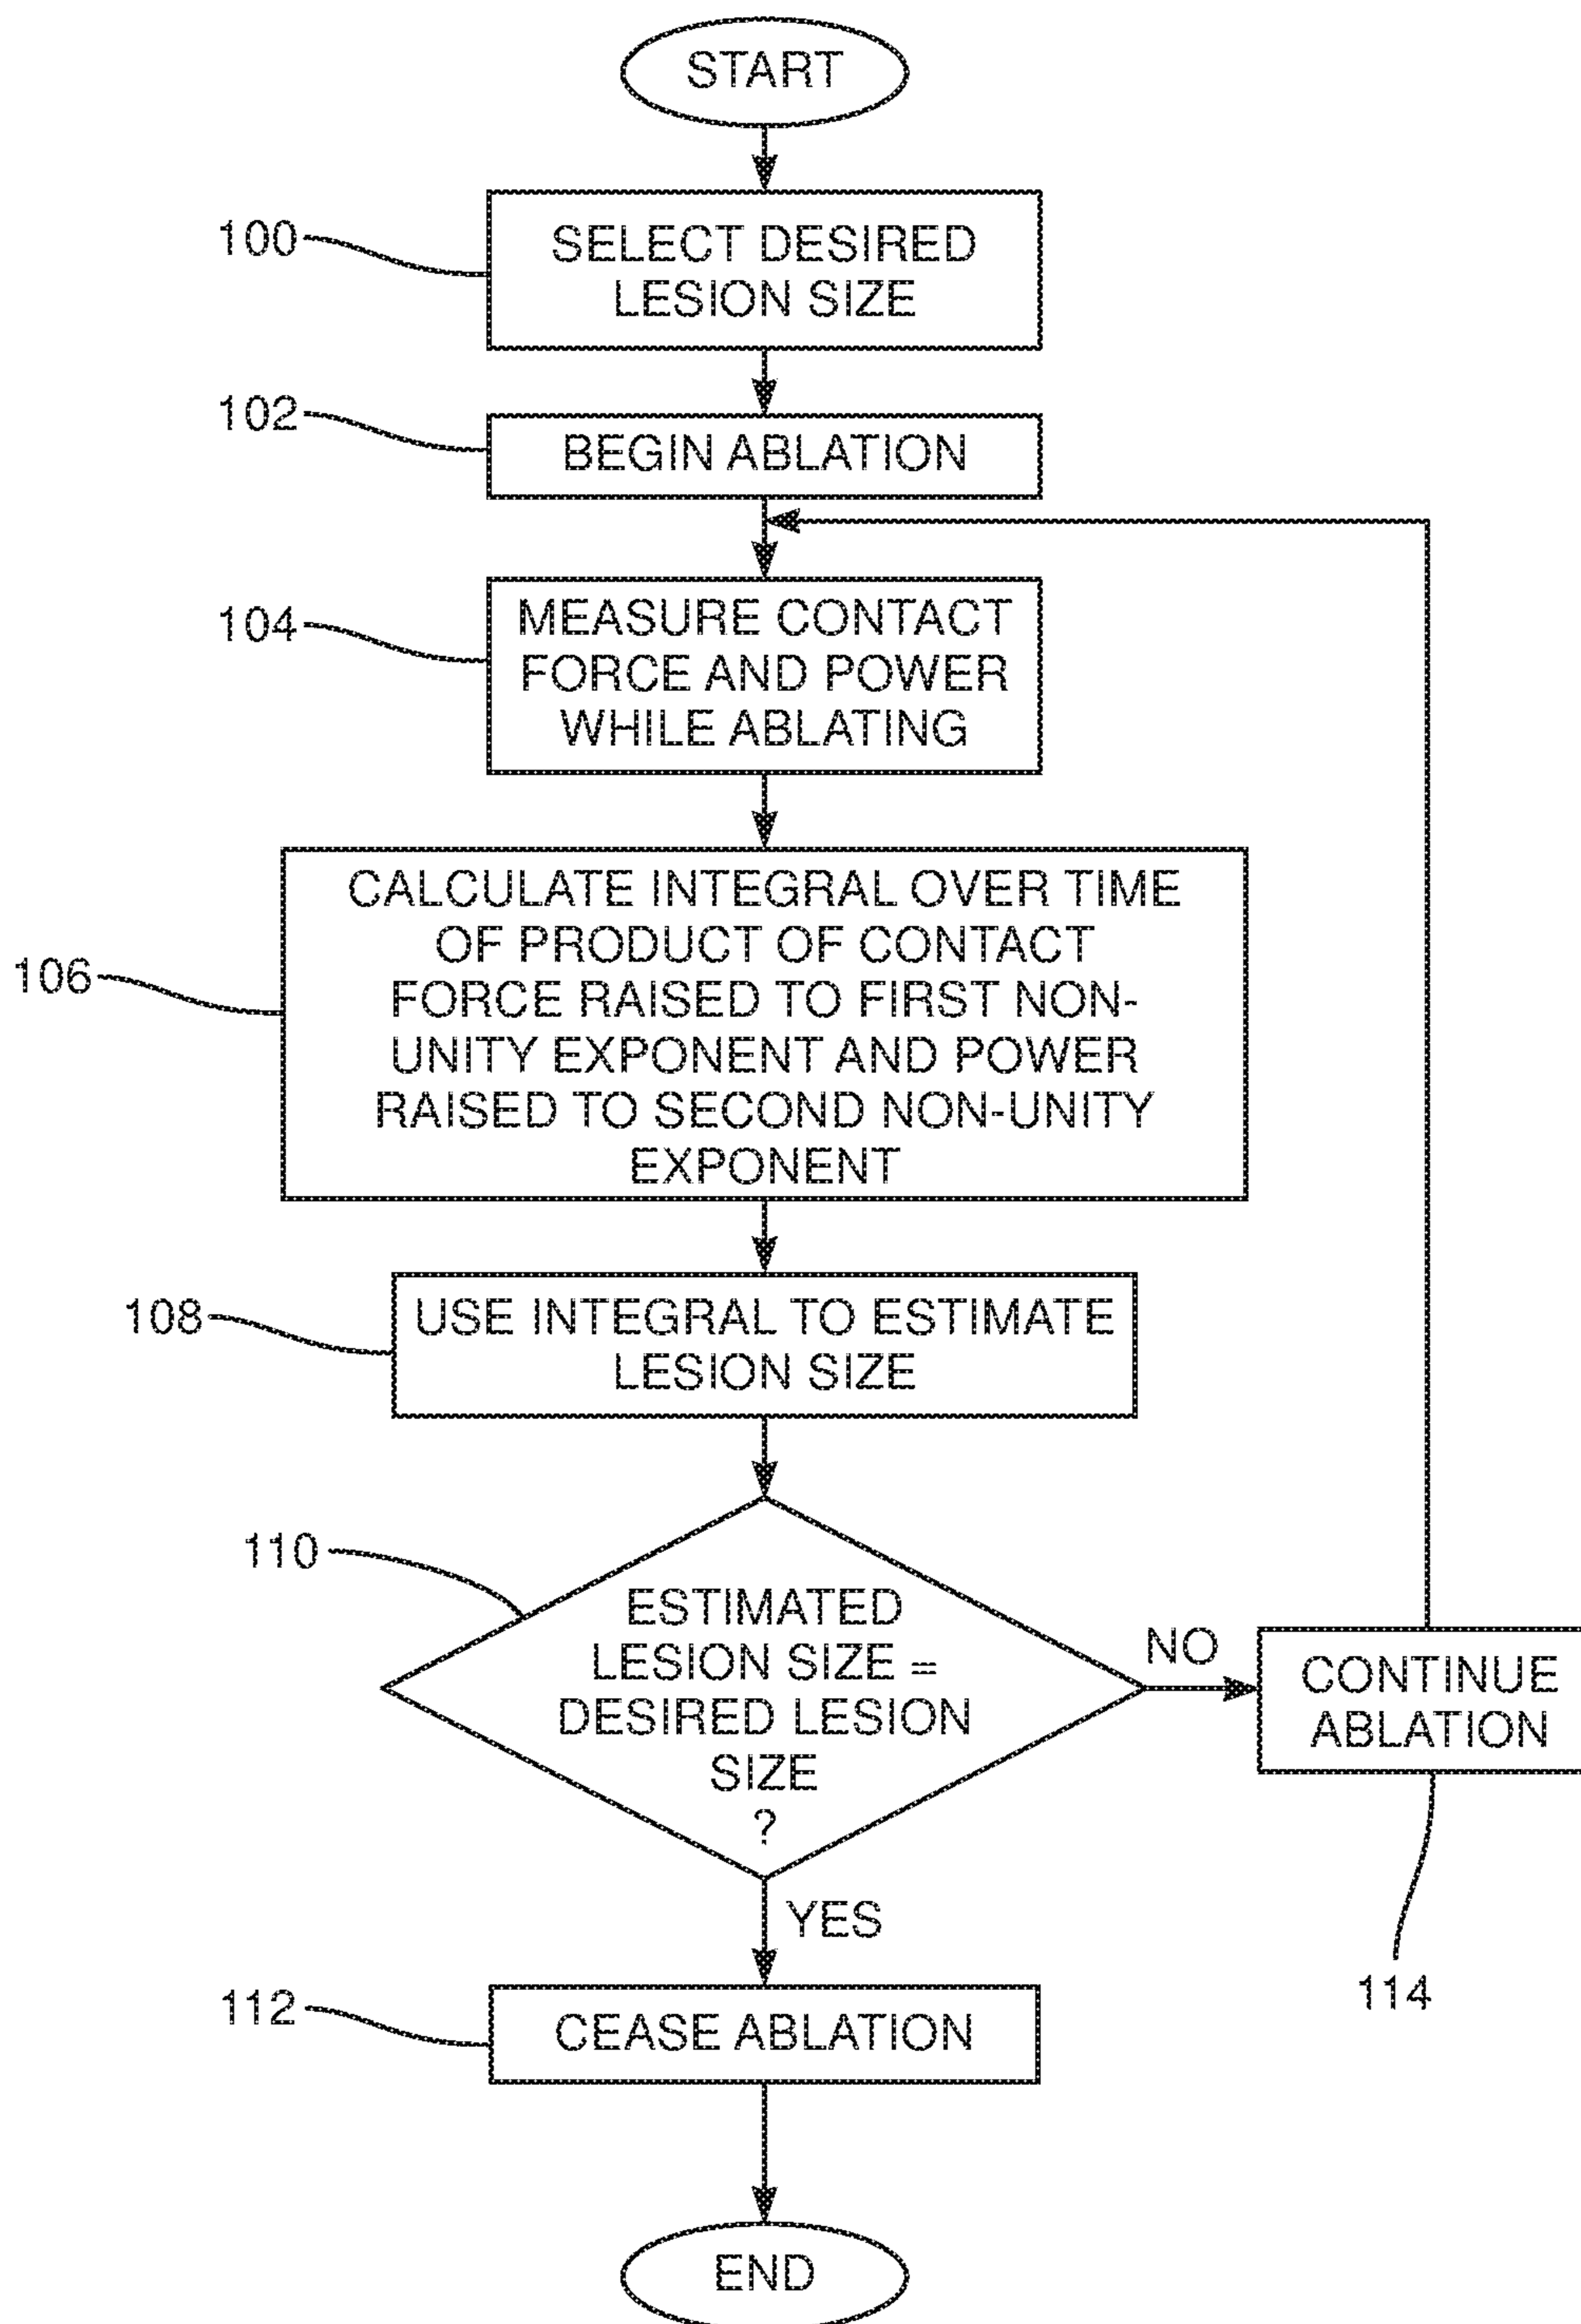 START
100
SELECT DESIRED
LESION SIZE
102
BEGIN ABLATION
104
MEASURE CONTACT
FORCE AND POWER
WHILE ABLATING
106
CALCULATE INTEGRAL OVER TIME
OF PRODUCT OF CONTACT
FORCE RAISED TO FIRST NON-
UNITY EXPONENT AND POWER
RAISED TO SECOND NON-UNITY
EXPONENT
108
USE INTEGRAL TO ESTIMATE
LESION SIZE
110
ESTIMATED
LESION SIZE =
DESIRED LESION
SIZE
?
NO
CONTINUE
ABLATION
114
YES
112
CEASE ABLATION
END